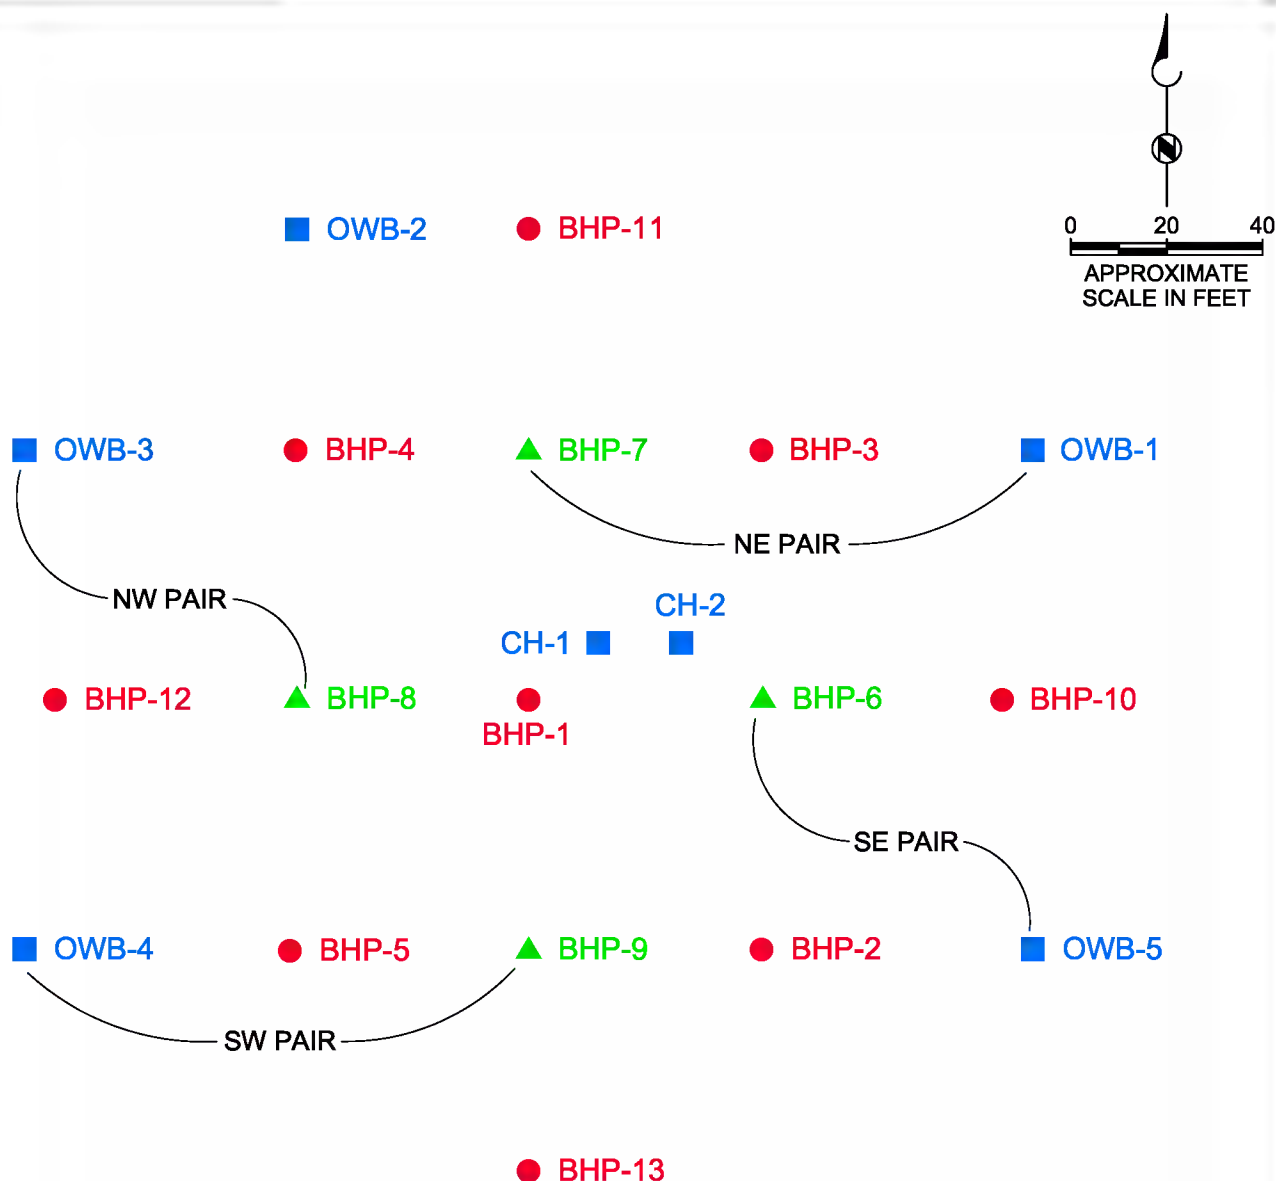 N
OWB-2
BHP-11
0 20 40
APPROXIMATE
SCALE IN FEET
OWB-3
BHP-4
BHP-7
BHP-3
OWB-1
NE PAIR
NW PAIR
CH-2
CH-1
BHP-12
BHP-8
BHP-1
BHP-6
BHP-10
SE PAIR
OWB-4
BHP-5
BHP-9
BHP-2
OWB-5
SW PAIR
BHP-13